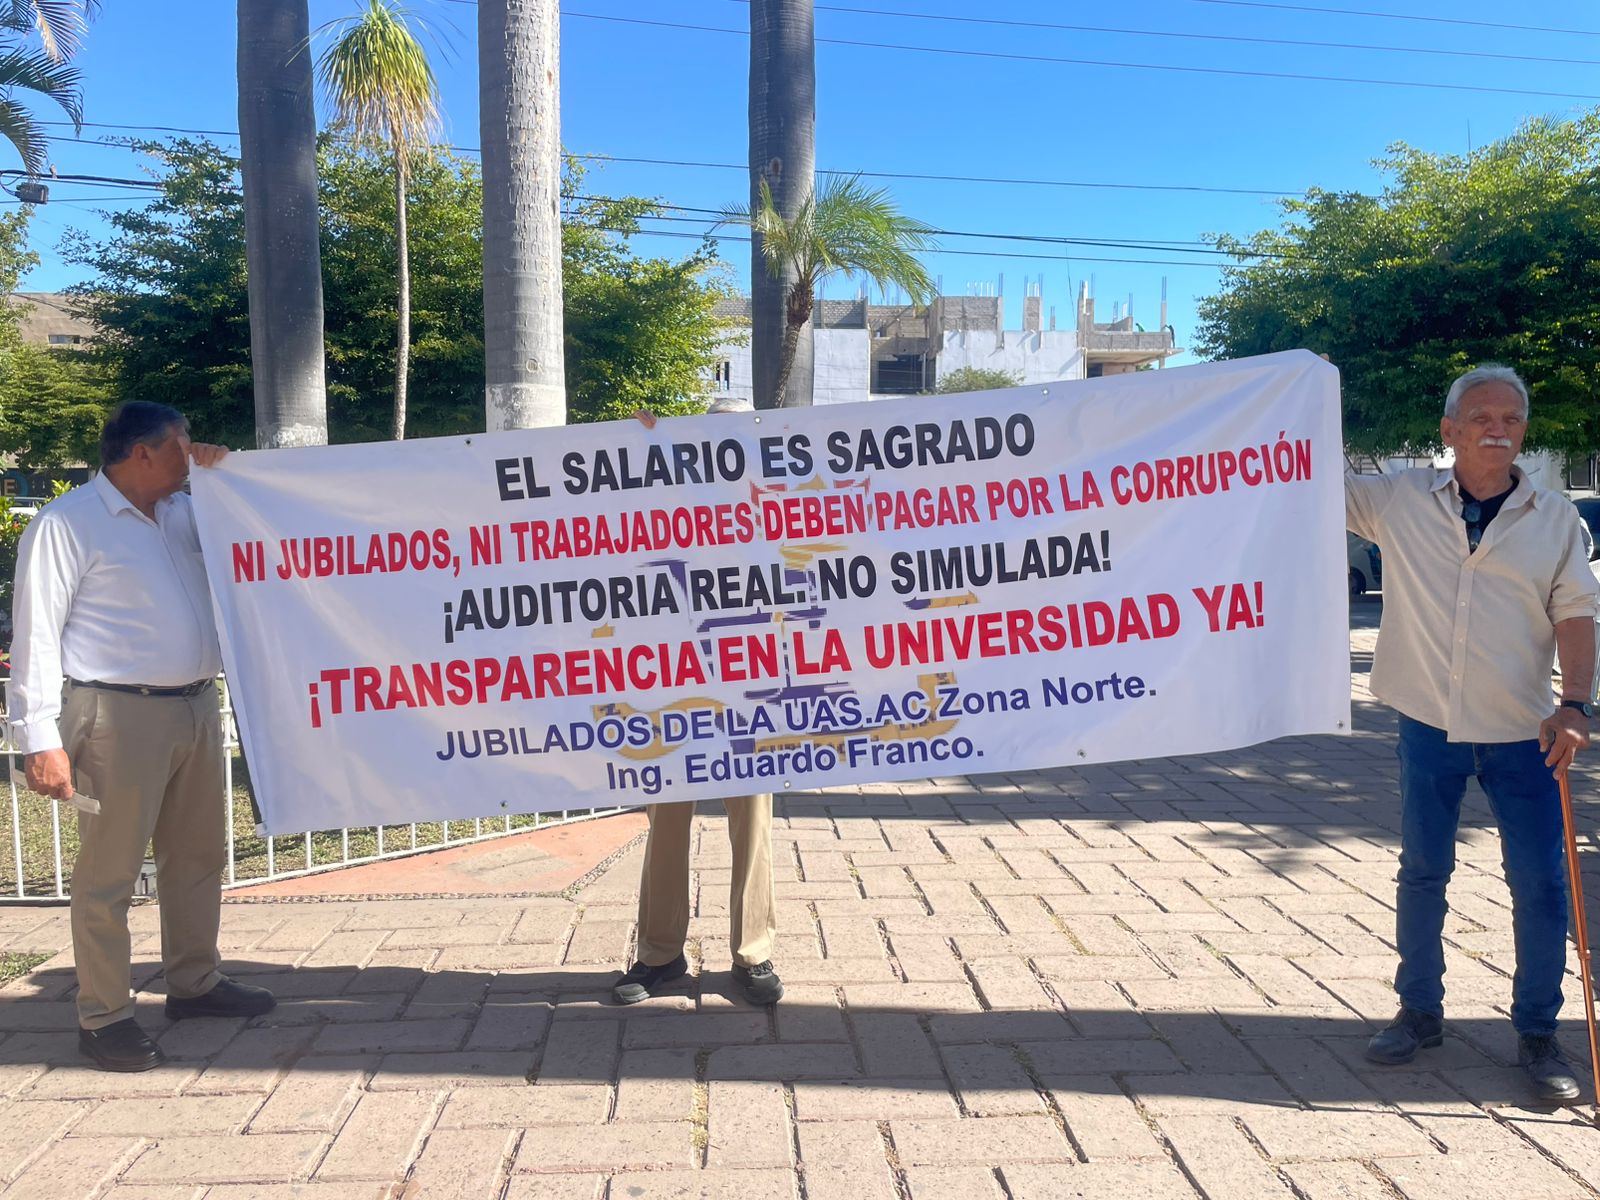 EL SALARIO ES SAGRADO
NI JUBILADOS, NI TRABAJADORES DEBEN PAGAR POR LA CORRUPCIÓN
¡AUDITORIA REAL. NO SIMULADA!
¡TRANSPARENCIA EN LA UNIVERSIDAD YA!
JUBILADOS DE LA UAS.AC Zona Norte.
Ing. Eduardo Franco.